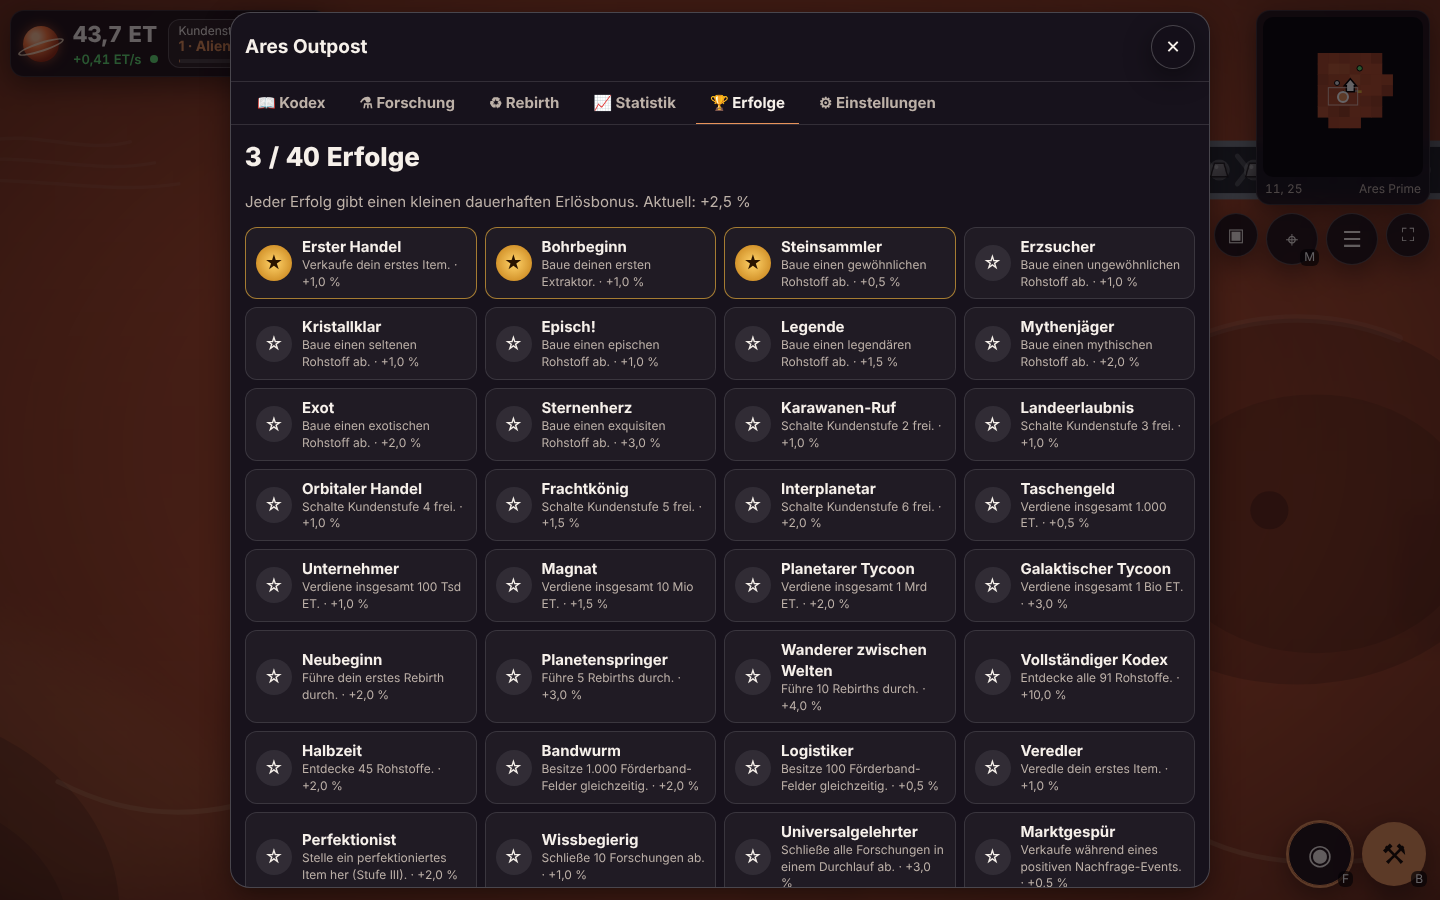 43,7 ET
+0,41 ET/s
1 · Alien
Ares Outpost
Kodex
Forschung
Rebirth
Statistik
Erfolge
Einstellungen
3 / 40 Erfolge
Jeder Erfolg gibt einen kleinen dauerhaften Erlösbonus. Aktuell: +2,5 %
Erster Handel
Verkaufe dein erstes Item. ·
+1,0 %
Bohrbeginn
Baue deinen ersten
Extraktor. · +1,0 %
Steinsammler
Baue einen gewöhnlichen
Rohstoff ab. · +0,5 %
Erzsucher
Baue einen ungewöhnlichen
Rohstoff ab. · +1,0 %
Kristallklar
Baue einen seltenen
Rohstoff ab. · +1,0 %
Episch!
Baue einen epischen
Rohstoff ab. · +1,0 %
Legende
Baue einen legendären
Rohstoff ab. · +1,5 %
Mythenjäger
Baue einen mythischen
Rohstoff ab. · +2,0 %
Exot
Baue einen exotischen
Rohstoff ab. · +2,0 %
Sternenherz
Baue einen exquisiten
Rohstoff ab. · +3,0 %
Karawanen-Ruf
Schalte Kundenstufe 2 frei. ·
+1,0 %
Landeerlaubnis
Schalte Kundenstufe 3 frei. ·
+1,0 %
Orbitaler Handel
Schalte Kundenstufe 4 frei. ·
+1,0 %
Frachtkönig
Schalte Kundenstufe 5 frei. ·
+1,5 %
Interplanetar
Schalte Kundenstufe 6 frei. ·
+2,0 %
Taschengeld
Verdiene insgesamt 1.000
ET. · +0,5 %
Unternehmer
Verdiene insgesamt 100 Tsd
ET. · +1,0 %
Magnat
Verdiene insgesamt 10 Mio
ET. · +1,5 %
Planetarer Tycoon
Verdiene insgesamt 1 Mrd
ET. · +2,0 %
Galaktischer Tycoon
Verdiene insgesamt 1 Bio ET.
· +3,0 %
Neubeginn
Führe dein erstes Rebirth
durch. · +2,0 %
Planetenspringer
Führe 5 Rebirths durch. ·
+3,0 %
Wanderer zwischen
Welten
Führe 10 Rebirths durch. ·
+4,0 %
Vollständiger Kodex
Entdecke alle 91 Rohstoffe. ·
+10,0 %
Halbzeit
Entdecke 45 Rohstoffe. ·
+2,0 %
Bandwurm
Besitze 1.000 Förderband-
Felder gleichzeitig. · +2,0 %
Logistiker
Besitze 100 Förderband-
Felder gleichzeitig. · +0,5 %
Veredler
Veredle dein erstes Item. ·
+1,0 %
Perfektionist
Stelle ein perfektioniertes
Item her (Stufe III). · +2,0 %
Wissbegierig
Schließe 10 Forschungen ab.
· +1,0 %
Universalgelehrter
Schließe alle Forschungen in
einem Durchlauf ab. · +3,0
%
Marktgespür
Verkaufe während eines
positiven Nachfrage-Events.
· +0,5 %
11, 25
Ares Prime
M
F
B